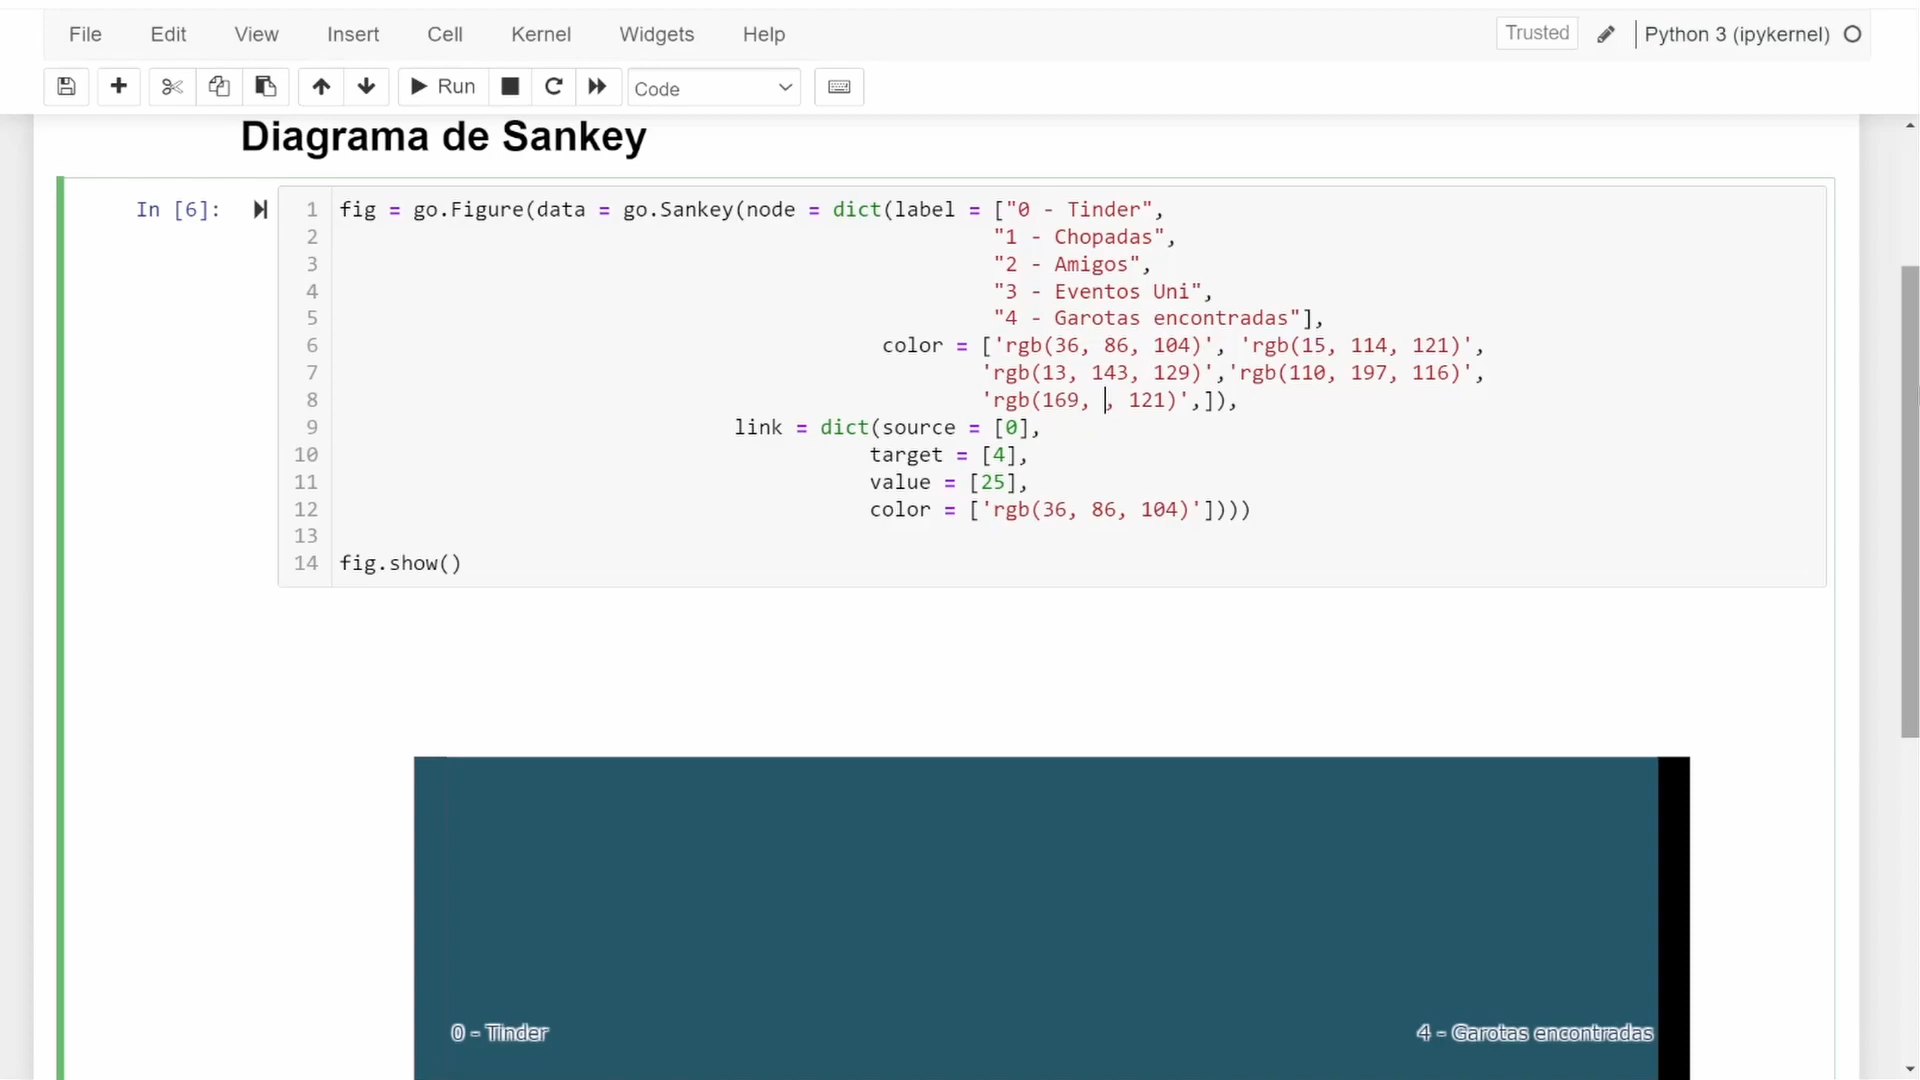 File Edit View Insert Cell Kernel Widgets Help Trusted Python 3 (ipykernel)
Run Code
Diagrama de Sankey
In [6]:
1 fig = go.Figure(data = go.Sankey(node = dict(label = ["0 - Tinder",
2 "1 - Chopadas",
3 "2 - Amigos",
4 "3 - Eventos Uni",
5 "4 - Garotas encontradas"],
6 color = ['rgb(36, 86, 104)', 'rgb(15, 114, 121)',
7 'rgb(13, 143, 129)','rgb(110, 197, 116)',
8 'rgb(169, , 121)',]),
9 link = dict(source = [0],
10 target = [4],
11 value = [25],
12 color = ['rgb(36, 86, 104)'])))
13
14 fig.show()
0 - Tinder
4 - Garotas encontradas